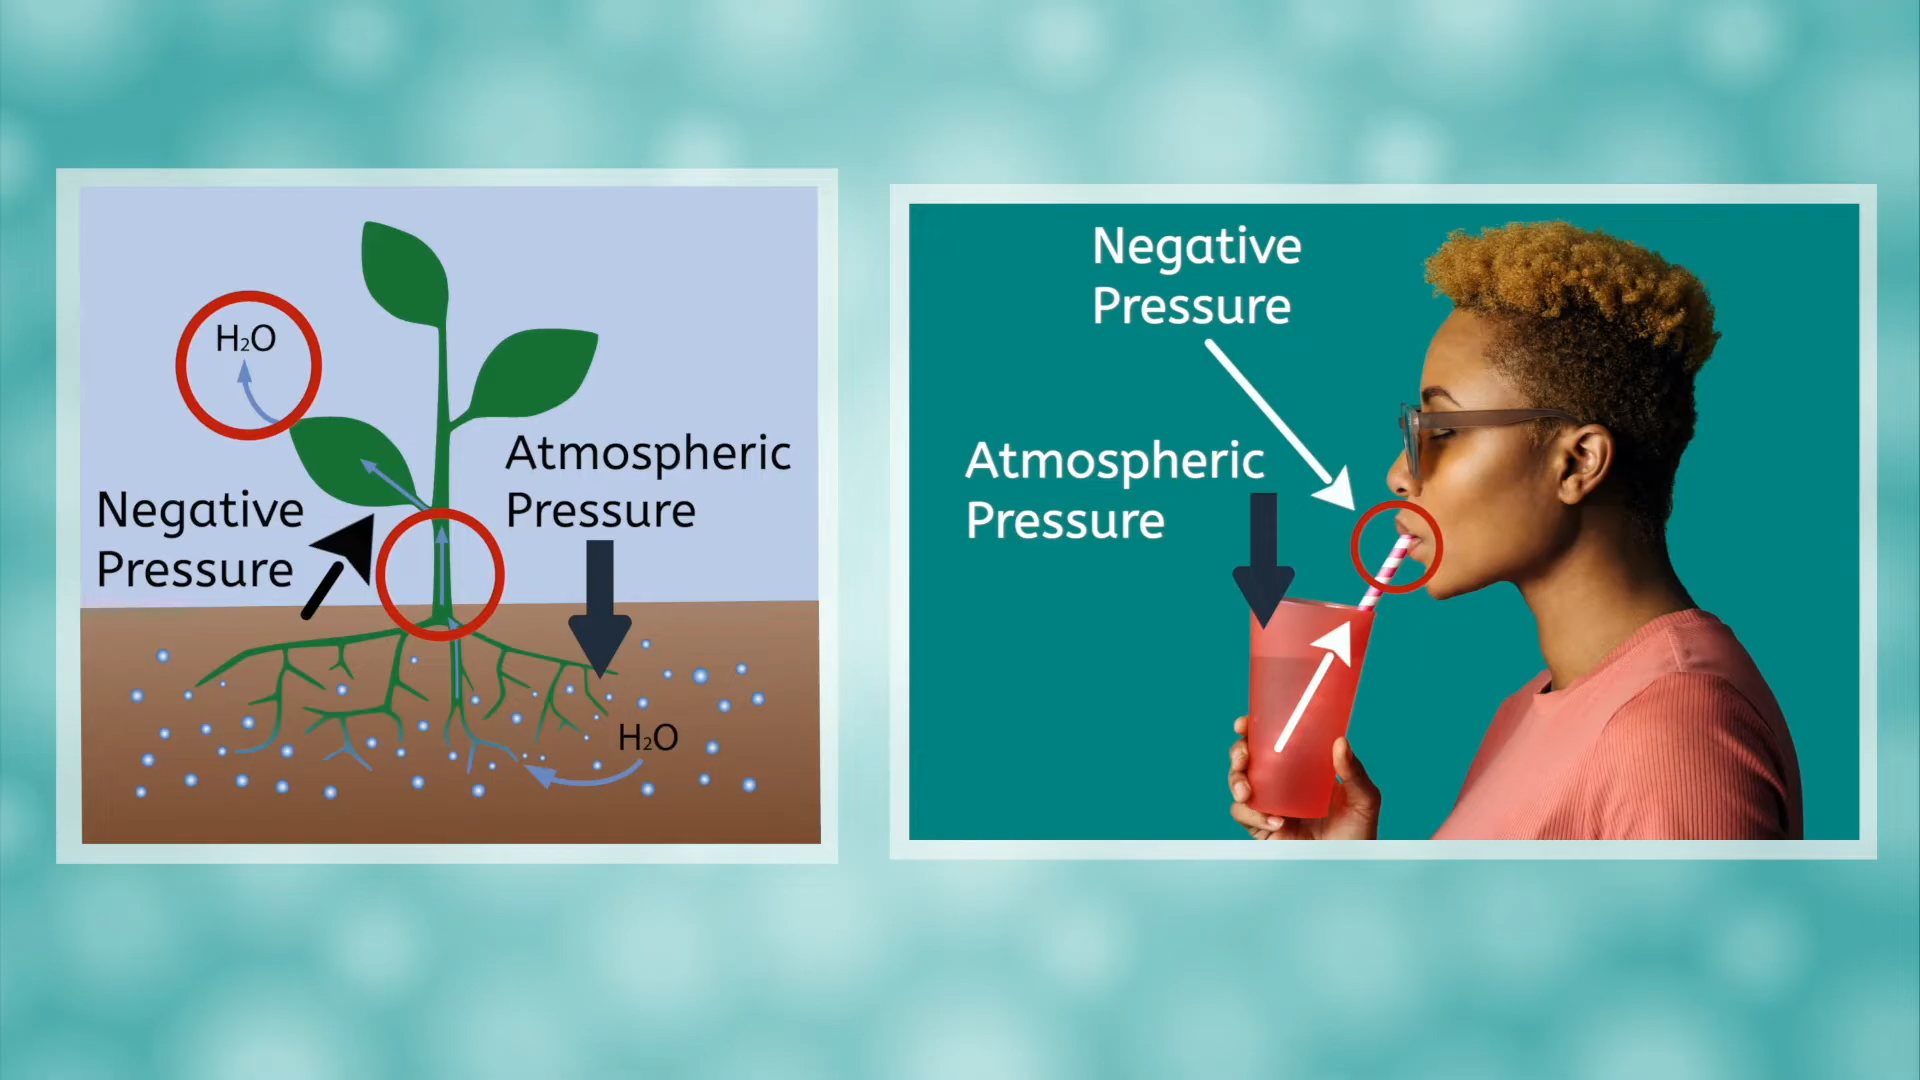 H₂O
Negative
Pressure
Atmospheric
Pressure
H₂O
Negative
Pressure
Atmospheric
Pressure